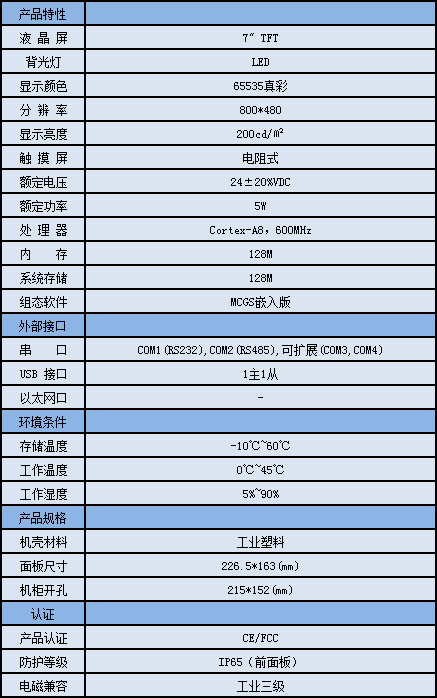 产品特性
液 晶 屏 7" TFT
背光灯 LED
显示颜色 65535真彩
分 辨 率 800*480
显示亮度 200cd/㎡
触 摸 屏 电阻式
额定电压 24±20%VDC
额定功率 5W
处 理 器 Cortex-A8，600MHz
内 存 128M
系统存储 128M
组态软件 MCGS嵌入版
外部接口
串 口 COM1(RS232),COM2(RS485),可扩展(COM3,COM4)
USB 接口 1主1从
以太网口 -
环境条件
存储温度 -10℃~60℃
工作温度 0℃~45℃
工作湿度 5%~90%
产品规格
机壳材料 工业塑料
面板尺寸 226.5*163(mm)
机柜开孔 215*152(mm)
认证
产品认证 CE/FCC
防护等级 IP65（前面板）
电磁兼容 工业三级